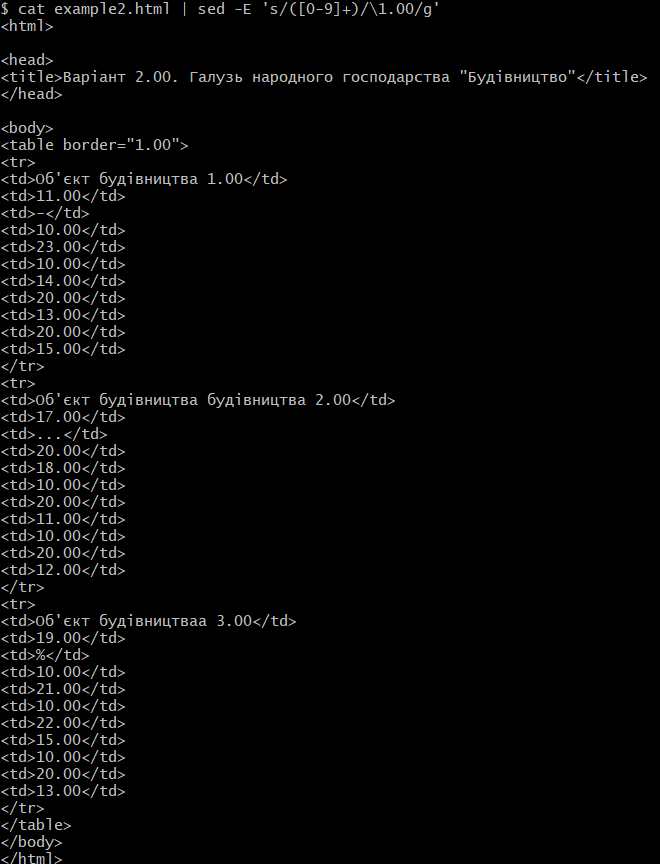 $ cat example2.html | sed -E 's/([0-9]+)/\1.00/g'
<html>

<head>
<title>Варіант 2.00. Галузь народного господарства "Будівництво"</title>
</head>

<body>
<table border="1.00">
<tr>
<td>Об'єкт будівництва 1.00</td>
<td>11.00</td>
<td>-</td>
<td>10.00</td>
<td>23.00</td>
<td>10.00</td>
<td>14.00</td>
<td>20.00</td>
<td>13.00</td>
<td>20.00</td>
<td>15.00</td>
</tr>
<tr>
<td>Об'єкт будівництва будівництва 2.00</td>
<td>17.00</td>
<td>...</td>
<td>20.00</td>
<td>18.00</td>
<td>10.00</td>
<td>20.00</td>
<td>11.00</td>
<td>10.00</td>
<td>20.00</td>
<td>12.00</td>
</tr>
<tr>
<td>Об'єкт будівництваа 3.00</td>
<td>19.00</td>
<td>%</td>
<td>10.00</td>
<td>21.00</td>
<td>10.00</td>
<td>22.00</td>
<td>15.00</td>
<td>10.00</td>
<td>20.00</td>
<td>13.00</td>
</tr>
</table>
</body>
</html>